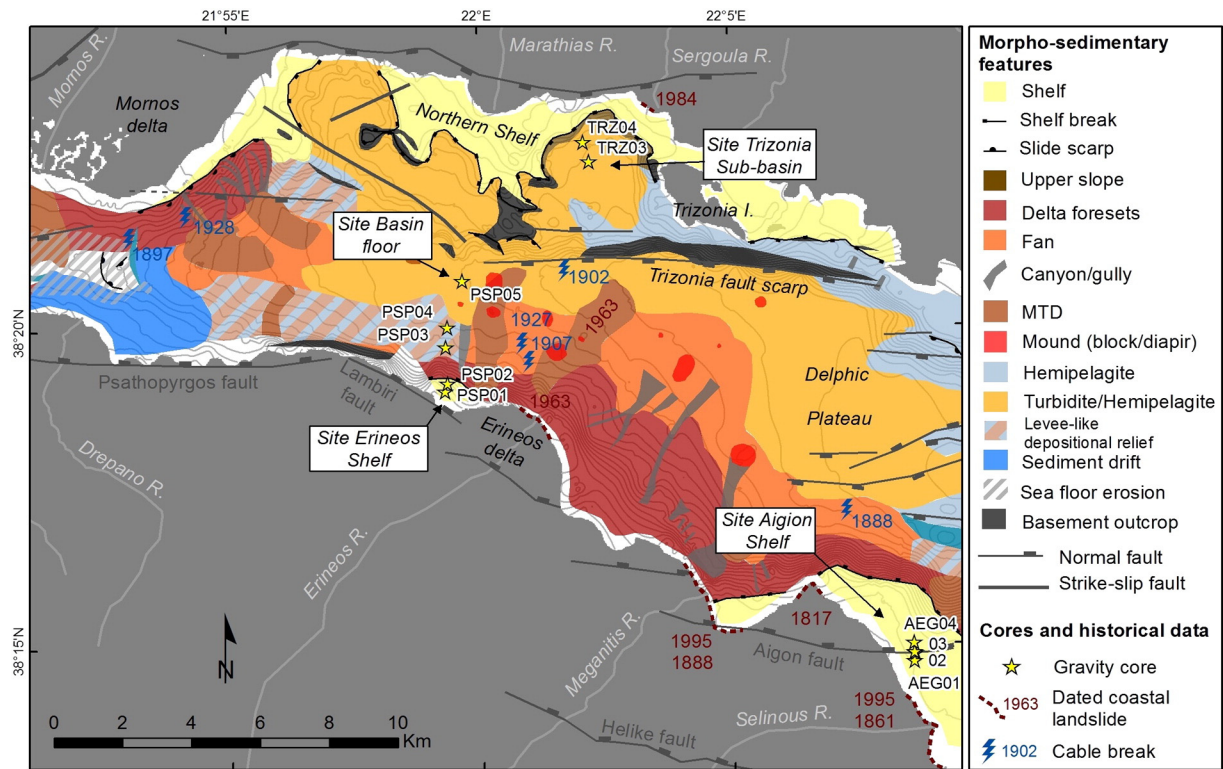 21°55'E
22°E
22°5'E
38°20'N
38°15'N
Mornos R.
Marathias R.
Sergoula R.
Mornos
delta
Northern Shelf
1984
TRZ04
TRZ03
Site Trizonia
Sub-basin
Trizonia I.
Site Basin
floor
1928
1897
1902
Trizonia fault scarp
PSP05
PSP04
PSP03
1927
1907
1963
Psathopyrgos fault
Lambiri
fault
PSP02
PSP01
1963
Delphic
Plateau
Site Erineos
Shelf
Erineos
delta
Drepano R.
Erineos R.
Site Aigion
Shelf
1888
Meganitis R.
1995
1888
1817
Aigon fault
AEG04
03
02
AEG01
1995
1861
Selinous R.
Helike fault
N
0 2 4 6 8 10
Km
Morpho-sedimentary
features
Shelf
Shelf break
Slide scarp
Upper slope
Delta foresets
Fan
Canyon/gully
MTD
Mound (block/diapir)
Hemipelagite
Turbidite/Hemipelagite
Levee-like
depositional relief
Sediment drift
Sea floor erosion
Basement outcrop
Normal fault
Strike-slip fault
Cores and historical data
Gravity core
1963 Dated coastal
landslide
1902 Cable break